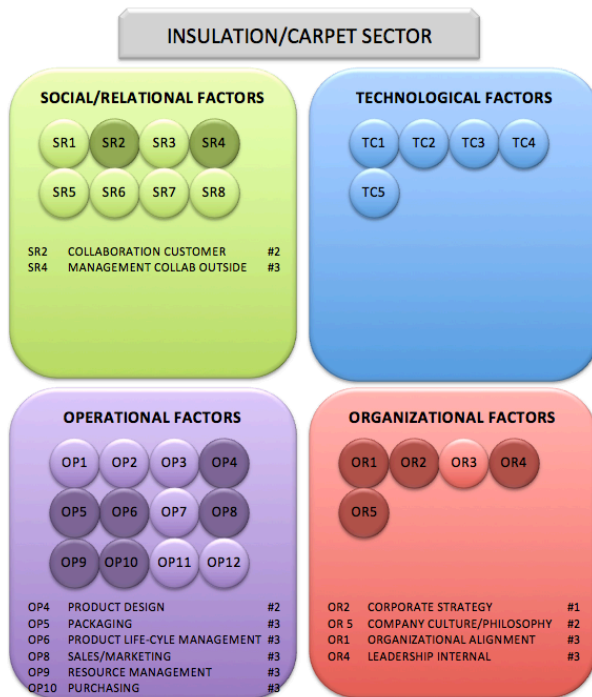 INSULATION/CARPET SECTOR
SOCIAL/RELATIONAL FACTORS
SR1 SR2 SR3 SR4
SR5 SR6 SR7 SR8
SR2 COLLABORATION CUSTOMER #2
SR4 MANAGEMENT COLLAB OUTSIDE #3
TECHNOLOGICAL FACTORS
TC1 TC2 TC3 TC4
TC5
OPERATIONAL FACTORS
OP1 OP2 OP3 OP4
OP5 OP6 OP7 OP8
OP9 OP10 OP11 OP12
OP4 PRODUCT DESIGN #2
OP5 PACKAGING #3
OP6 PRODUCT LIFE-CYLE MANAGEMENT #3
OP8 SALES/MARKETING #3
OP9 RESOURCE MANAGEMENT #3
OP10 PURCHASING #3
ORGANIZATIONAL FACTORS
OR1 OR2 OR3 OR4
OR5
OR2 CORPORATE STRATEGY #1
OR 5 COMPANY CULTURE/PHILOSOPHY #2
OR1 ORGANIZATIONAL ALIGNMENT #3
OR4 LEADERSHIP INTERNAL #3